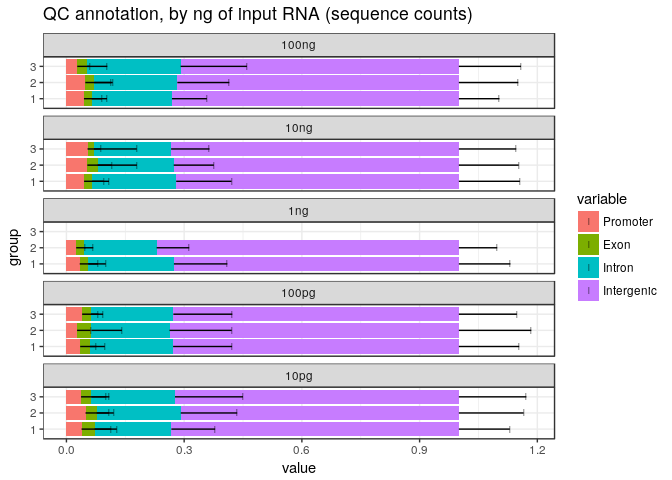 QC annotation, by ng of input RNA (sequence counts)
100ng
3
2
1
10ng
3
2
1
1ng
3
2
1
100pg
3
2
1
10pg
3
2
1
0.0 0.3 0.6 0.9 1.2
value
group
variable
Promoter
Exon
Intron
Intergenic